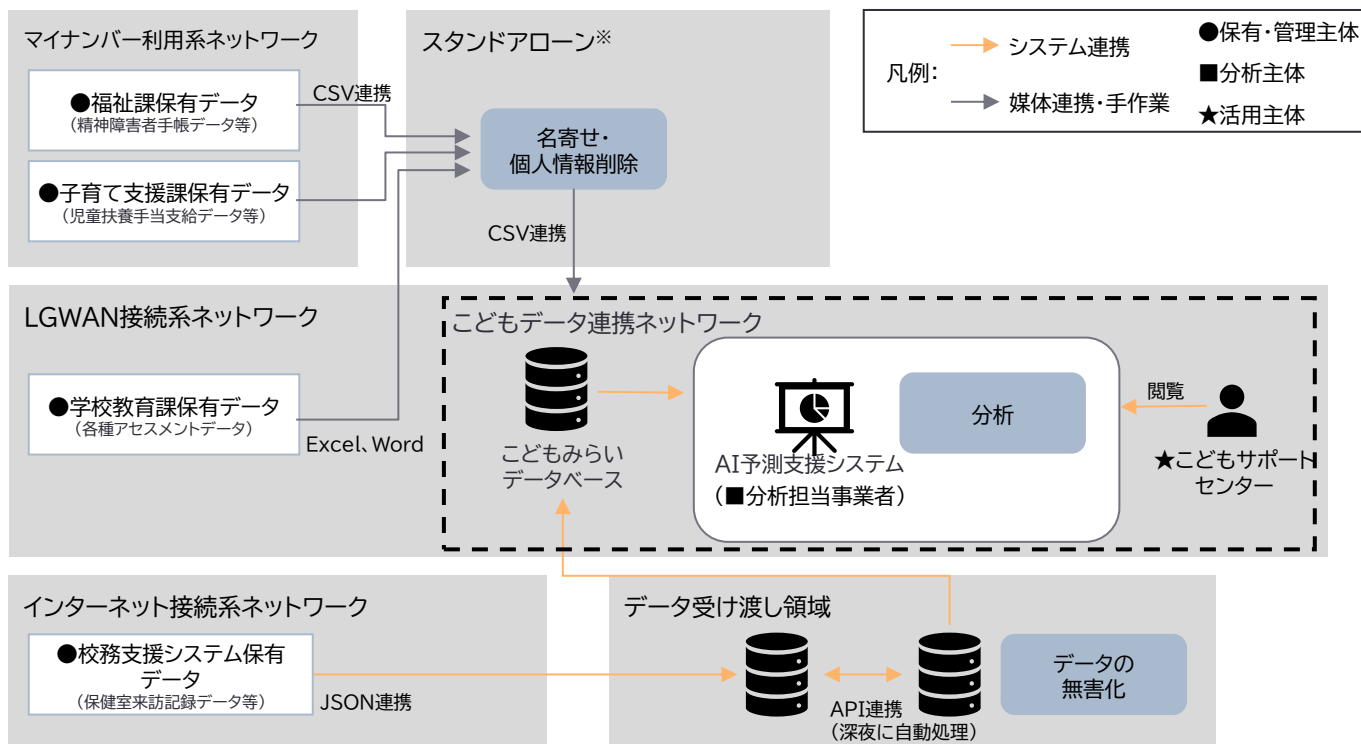 マイナンバー利用系ネットワーク
●福祉課保有データ
(精神障害者手帳データ等)
●子育て支援課保有データ
(児童扶養手当支給データ等)
CSV連携
スタンドアローン※
名寄せ・
個人情報削除
CSV連携
凡例:
システム連携
媒体連携・手作業
●保有・管理主体
■分析主体
★活用主体
LGWAN接続系ネットワーク
●学校教育課保有データ
(各種アセスメントデータ)
Excel、Word
こどもデータ連携ネットワーク
こどもみらい
データベース
AI予測支援システム
(■分析担当事業者)
分析
閲覧
★こどもサポート
センター
インターネット接続系ネットワーク
●校務支援システム保有
データ
(保健室来訪記録データ等)
JSON連携
データ受け渡し領域
API連携
(深夜に自動処理)
データの
無害化